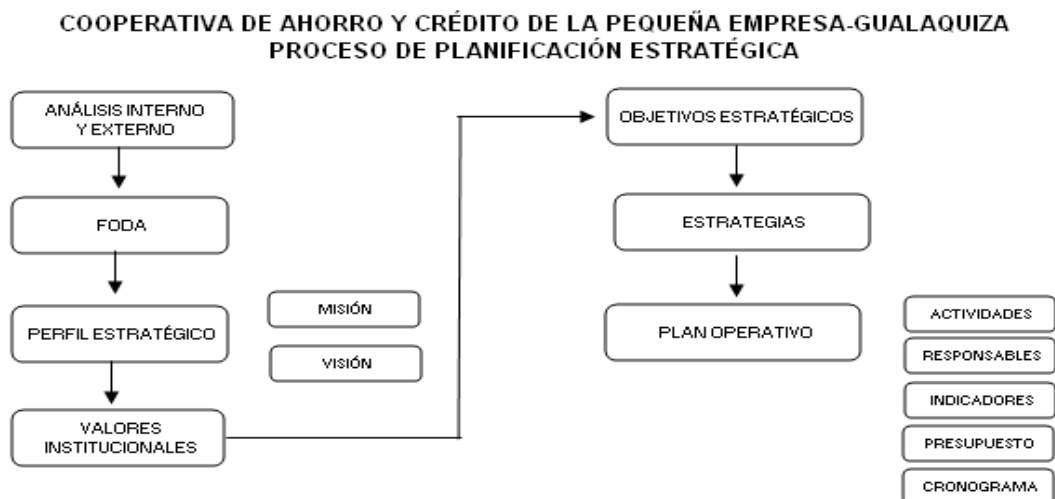 COOPERATIVA DE AHORRO Y CRÉDITO DE LA PEQUEÑA EMPRESA-GUALAQUIZA
PROCESO DE PLANIFICACIÓN ESTRATÉGICA
ANÁLISIS INTERNO
Y EXTERNO
FODA
PERFIL ESTRATÉGICO
VALORES
INSTITUCIONALES
MISIÓN
VISIÓN
OBJETIVOS ESTRATÉGICOS
ESTRATEGIAS
PLAN OPERATIVO
ACTIVIDADES
RESPONSABLES
INDICADORES
PRESUPUESTO
CRONOGRAMA